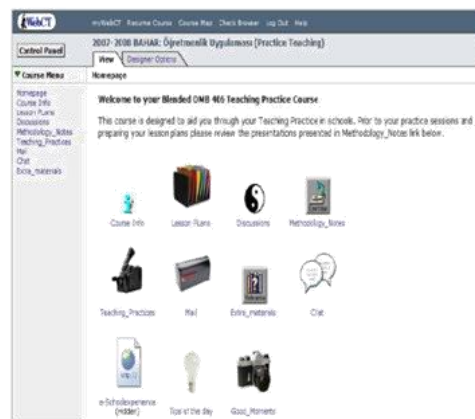 WebCT
myWebCT Resume Course Course Map Check Browser Log Out Help
Control Panel
2007-2008 BAHAR: Öğretmenlik Uygulaması (Practice Teaching)
View Designer Options
Course Menu
Homepage
Homepage
Course Info
Lesson Plans
Discussions
Methodology_Notes
Teaching_Practices
Mail
Chat
Extra_materials
Welcome to your Blended OMB 406 Teaching Practice Course
This course is designed to aid you through your Teaching Practice in schools. Prior to your practice sessions and
preparing your lesson plans please review the presentations presented in Methodology_Notes link below.
Course Info Lesson Plans Discussions Methodology_Notes
Teaching_Practices Mail Extra_materials Chat
e-Schoolexperience
(Hidden) Tips of the day Good_Moments